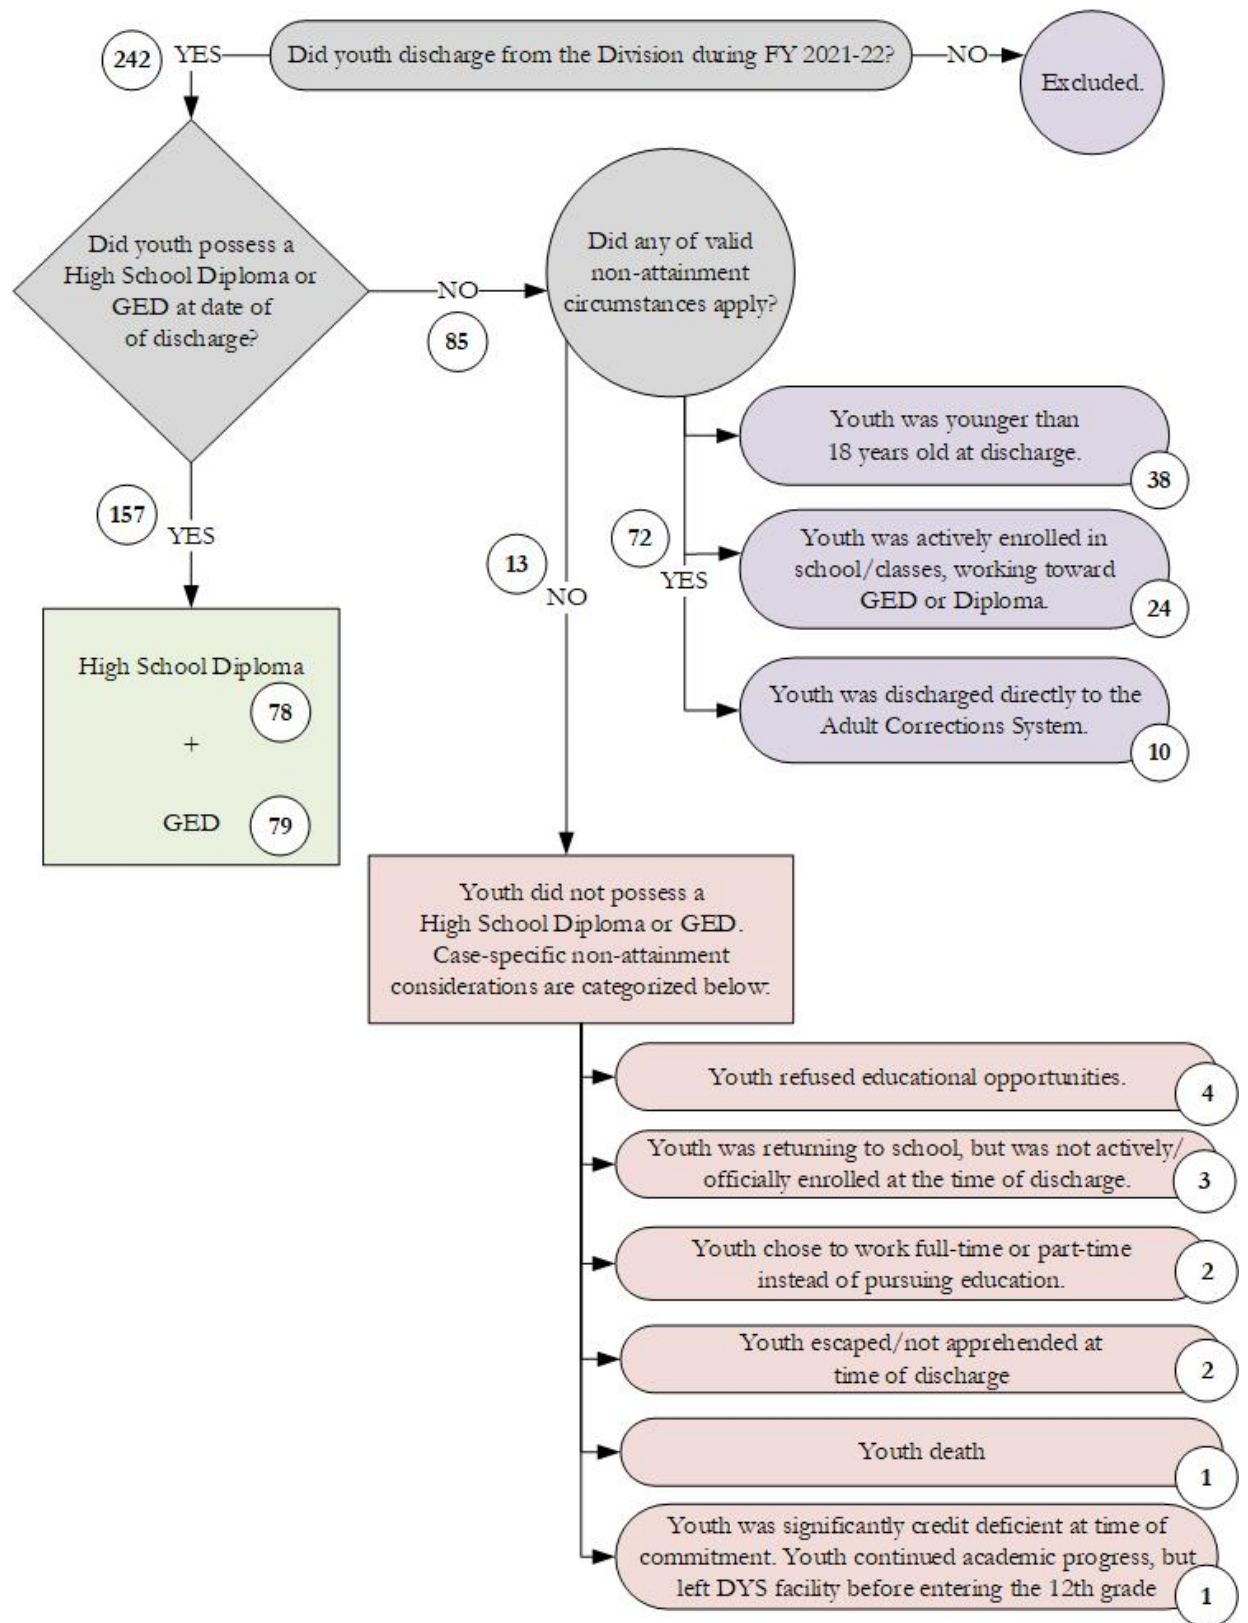 242
YES
Did youth discharge from the Division during FY 2021-22?
NO
Excluded.
Did youth possess a
High School Diploma or
GED at date of
of discharge?
NO
85
Did any of valid
non-attainment
circumstances apply?
Youth was younger than
18 years old at discharge.
38
157
YES
13
NO
72
YES
Youth was actively enrolled in
school/classes, working toward
GED or Diploma.
24
High School Diploma
78
+
GED
79
Youth was discharged directly to the
Adult Corrections System.
10
Youth did not possess a
High School Diploma or GED.
Case-specific non-attainment
considerations are categorized below:
Youth refused educational opportunities.
4
Youth was returning to school, but was not actively/
officially enrolled at the time of discharge.
3
Youth chose to work full-time or part-time
instead of pursuing education.
2
Youth escaped/not apprehended at
time of discharge
2
Youth death
1
Youth was significantly credit deficient at time of
commitment. Youth continued academic progress, but
left DYS facility before entering the 12th grade
1